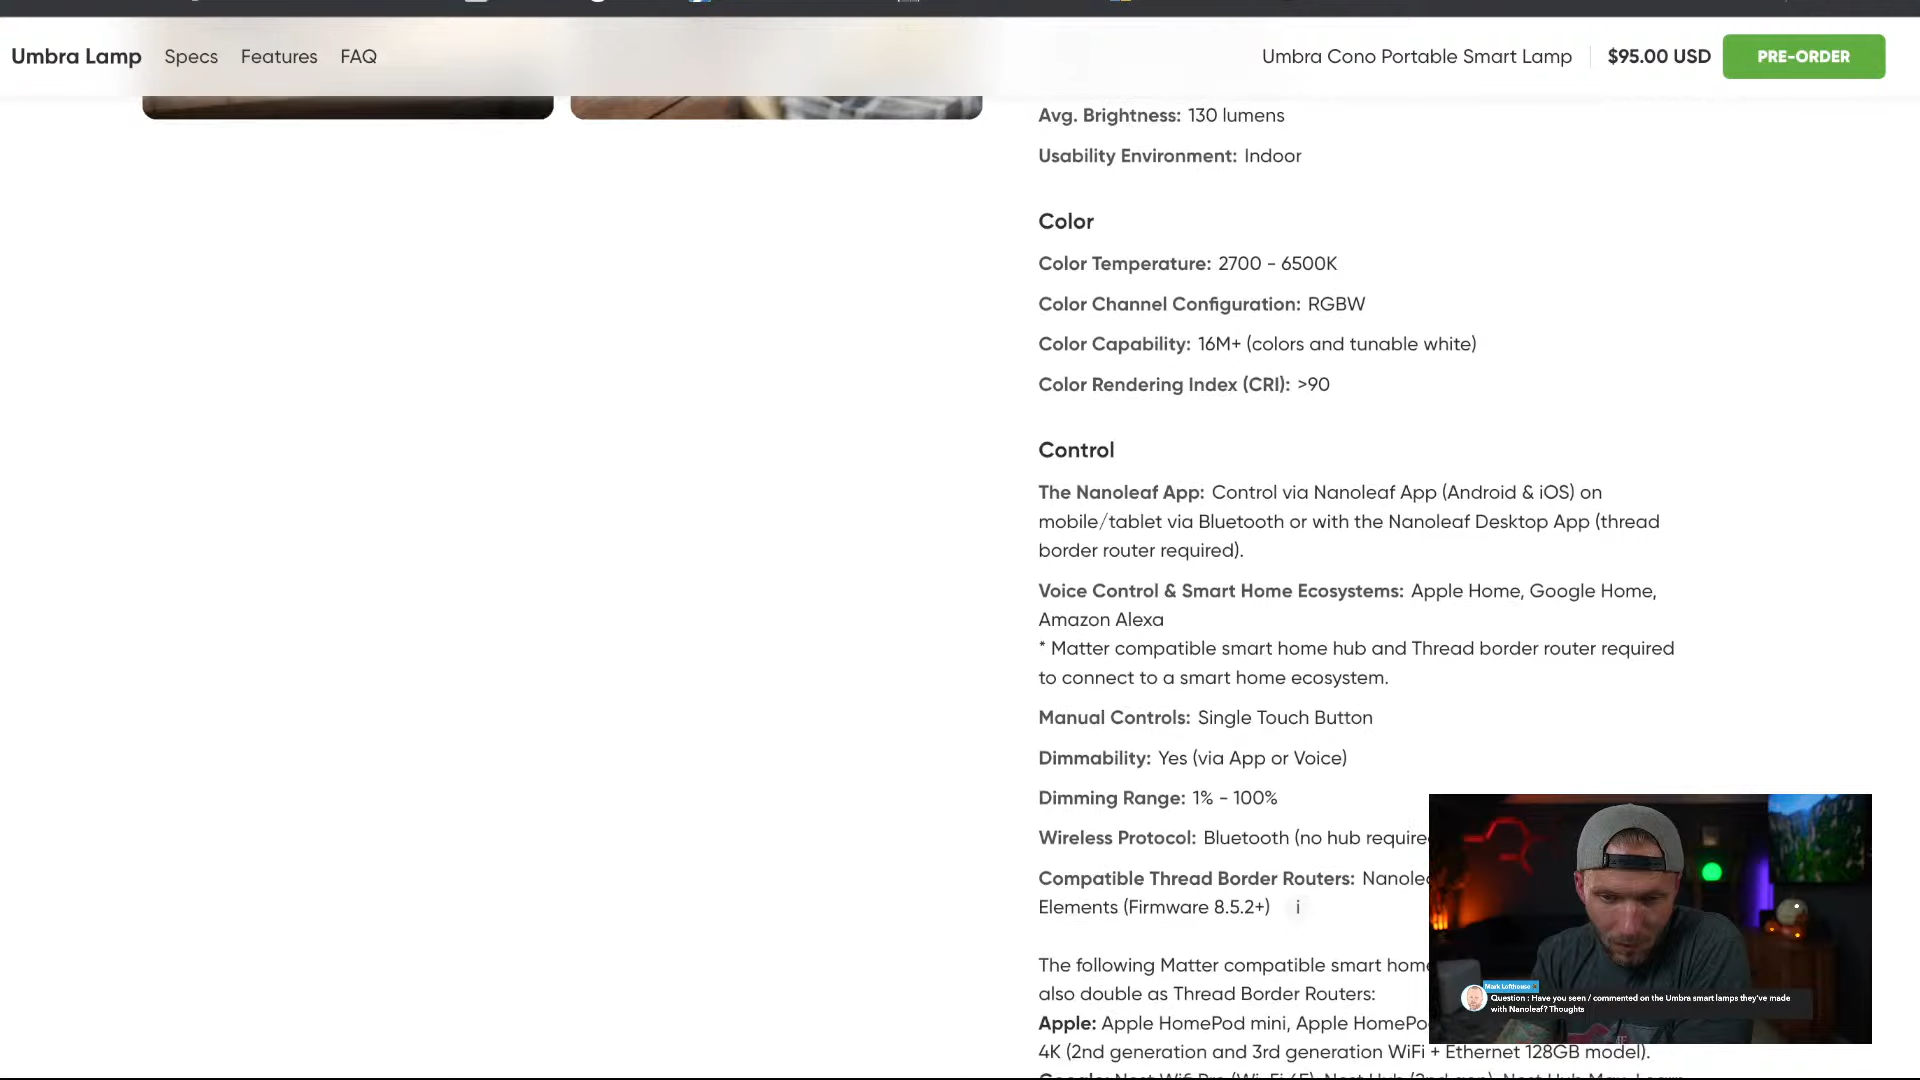 Umbra Lamp Specs Features FAQ Umbra Cono Portable Smart Lamp $95.00 USD PRE-ORDER
Avg. Brightness: 130 lumens
Usability Environment: Indoor
Color
Color Temperature: 2700 - 6500K
Color Channel Configuration: RGBW
Color Capability: 16M+ (colors and tunable white)
Color Rendering Index (CRI): >90
Control
The Nanoleaf App: Control via Nanoleaf App (Android & iOS) on
mobile/tablet via Bluetooth or with the Nanoleaf Desktop App (thread
border router required).
Voice Control & Smart Home Ecosystems: Apple Home, Google Home,
Amazon Alexa
* Matter compatible smart home hub and Thread border router required
to connect to a smart home ecosystem.
Manual Controls: Single Touch Button
Dimmability: Yes (via App or Voice)
Dimming Range: 1% - 100%
Wireless Protocol: Bluetooth (no hub require
Compatible Thread Border Routers: Nanole
Elements (Firmware 8.5.2+) i
The following Matter compatible smart hom
also double as Thread Border Routers:
Apple: Apple HomePod mini, Apple HomePo
4K (2nd generation and 3rd generation WiFi + Ethernet 128GB model).
Mark Lofthouse
Question : Have you seen / commented on the Umbra smart lamps they've made
with Nanoleaf? Thoughts